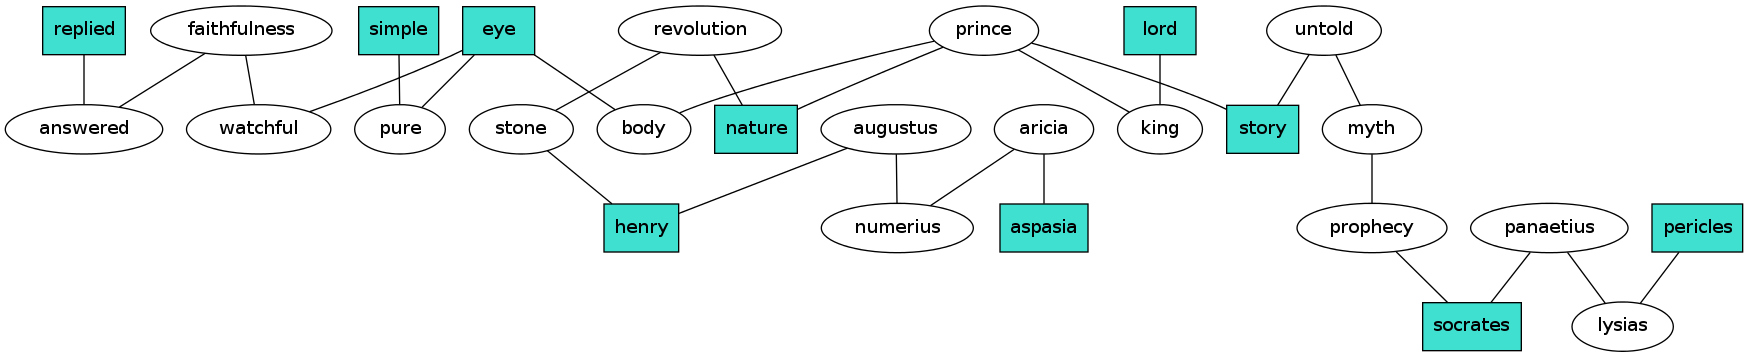 replied
faithfulness
simple
eye
revolution
prince
lord
untold
answered
watchful
pure
stone
body
nature
augustus
aricia
king
story
myth
henry
numerius
aspasia
prophecy
panaetius
pericles
socrates
lysias